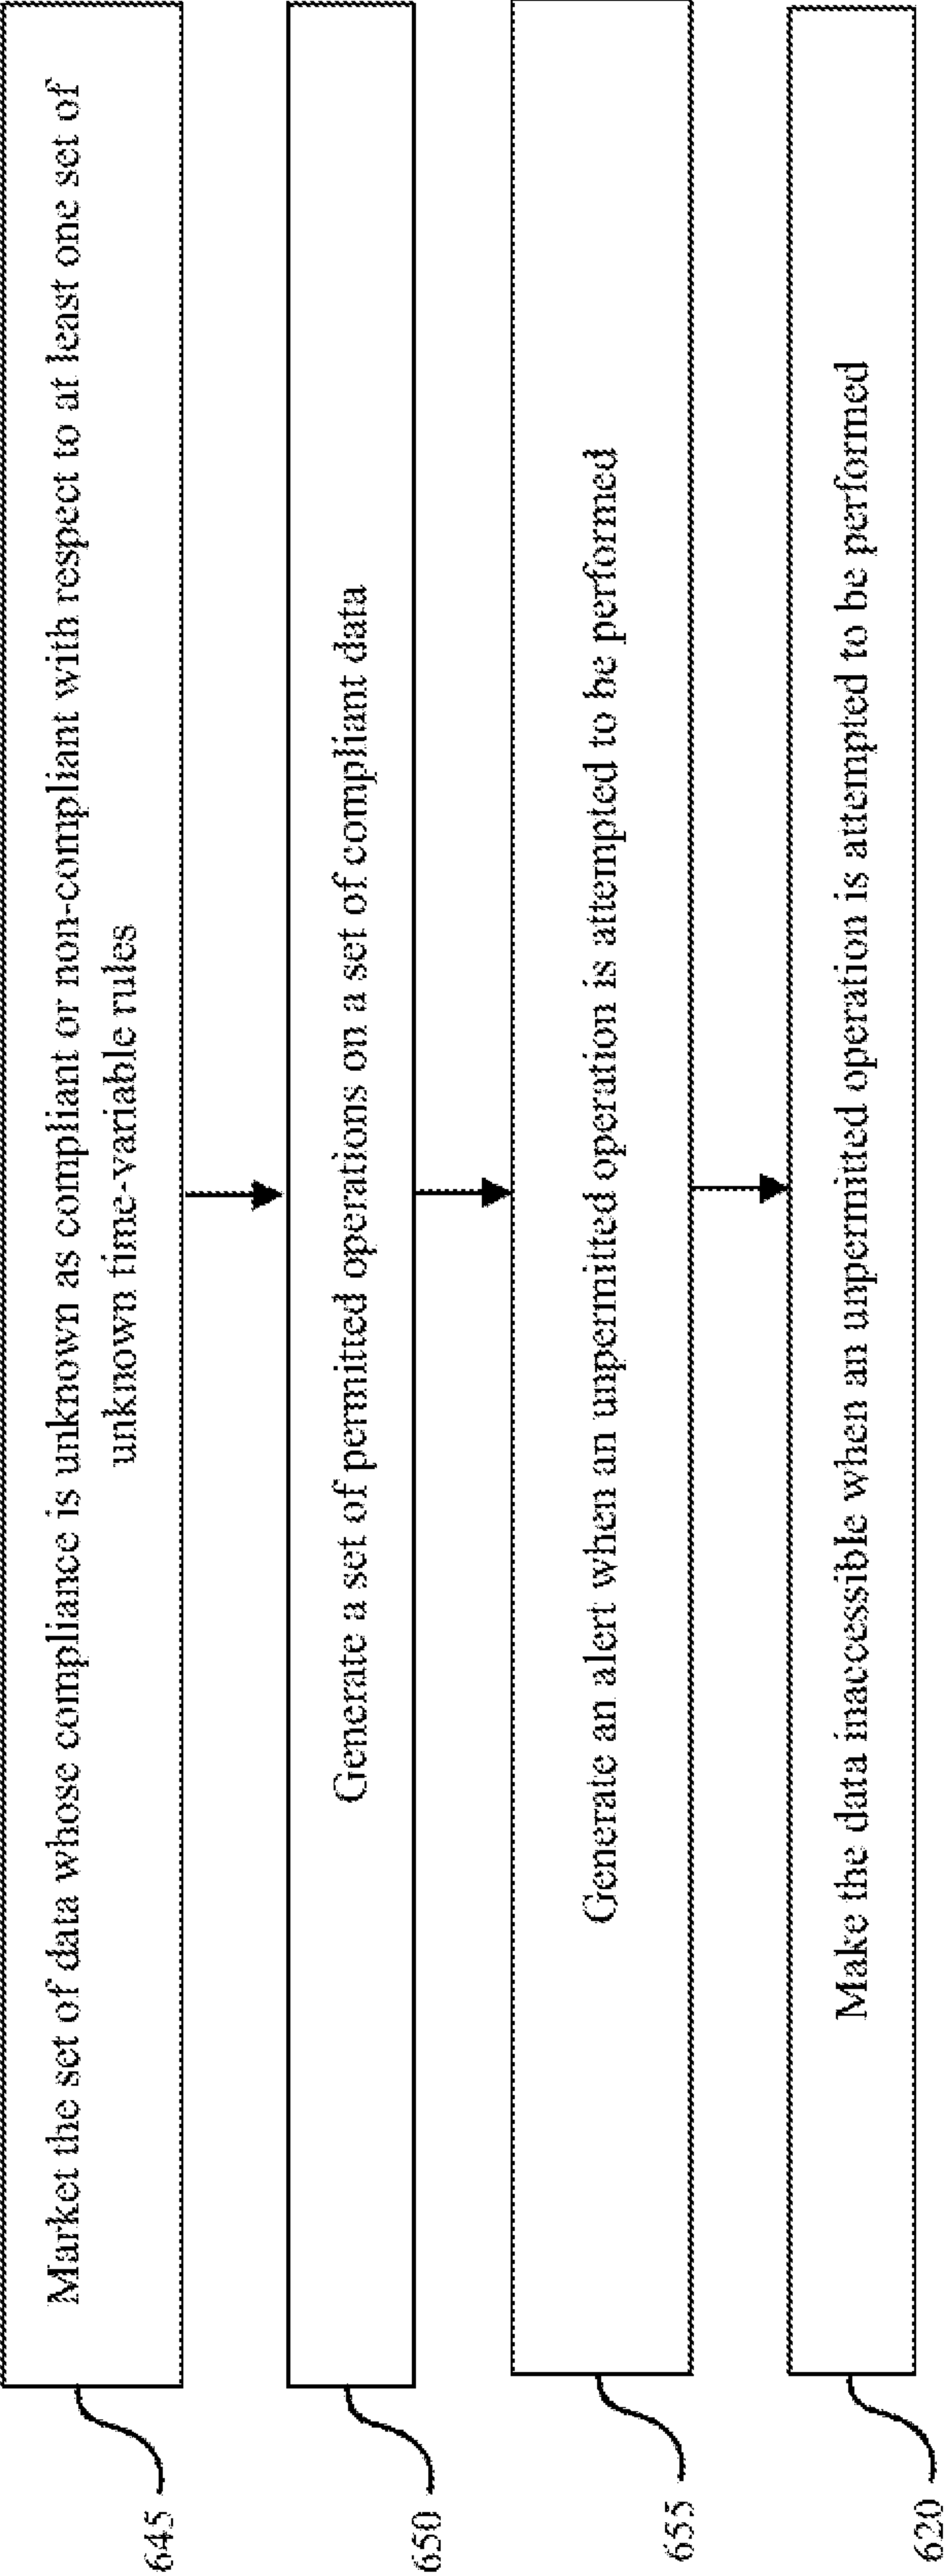 645
Market the set of data whose compliance is unknown as compliant or non-compliant with respect to at least one set of
unknown time-variable rules
650
Generate a set of permitted operations on a set of compliant data
655
Generate an alert when an unpermitted operation is attempted to be performed
620
Make the data inaccessible when an unpermitted operation is attempted to be performed